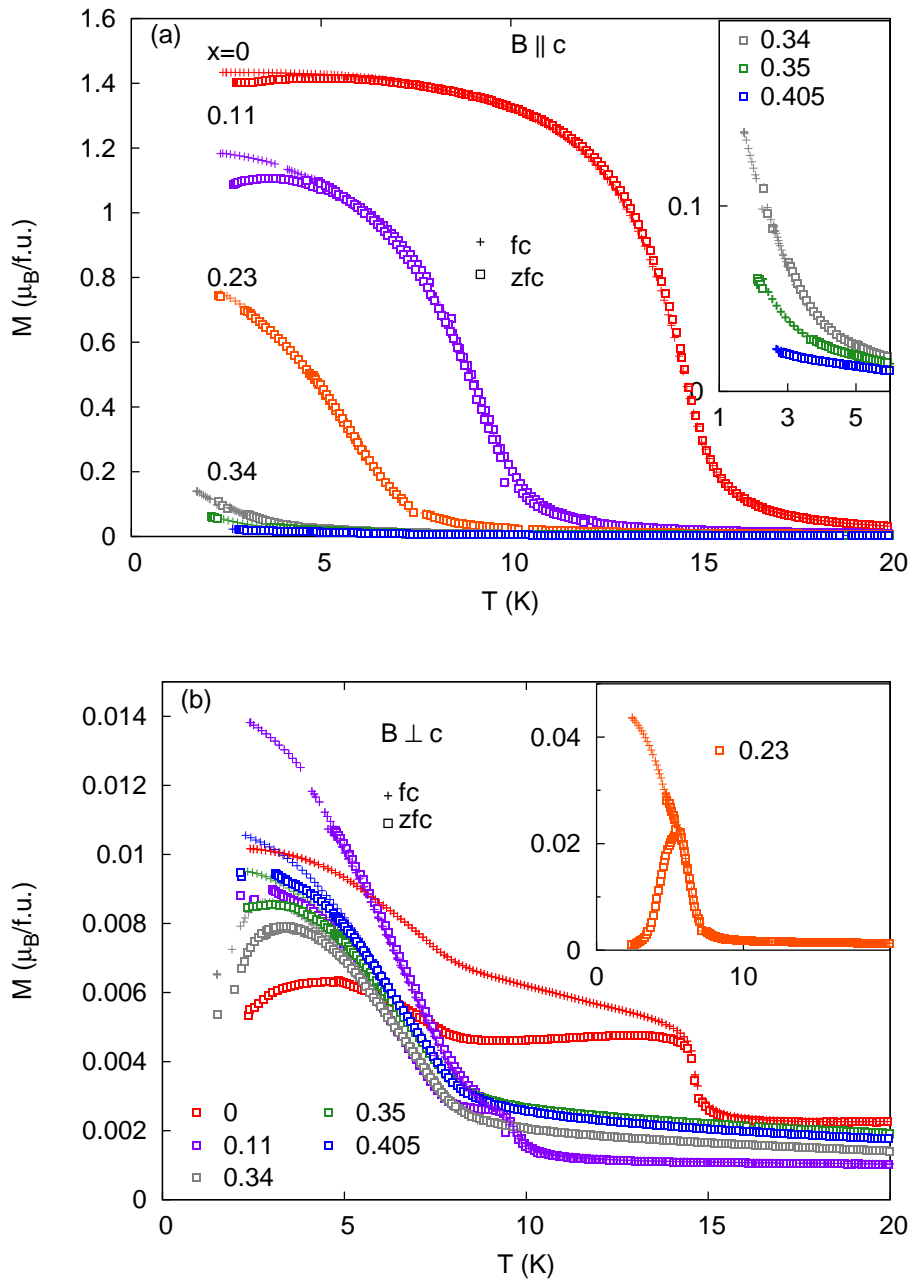 (a)
B ∥ c
x=0
0.11
0.23
0.34
+ fc
zfc
M (μB/f.u.)
1.6
1.4
1.2
1
0.8
0.6
0.4
0.2
0
0 5 10 15 20
T (K)
0.34
0.35
0.405
0.1
0
1 3 5
(b)
B ⊥ c
+ fc
zfc
M (μB/f.u.)
0.014
0.012
0.01
0.008
0.006
0.004
0.002
0
0 0.35
0.11 0.405
0.34
0 5 10 15 20
T (K)
0.23
0.04
0.02
0
0 10